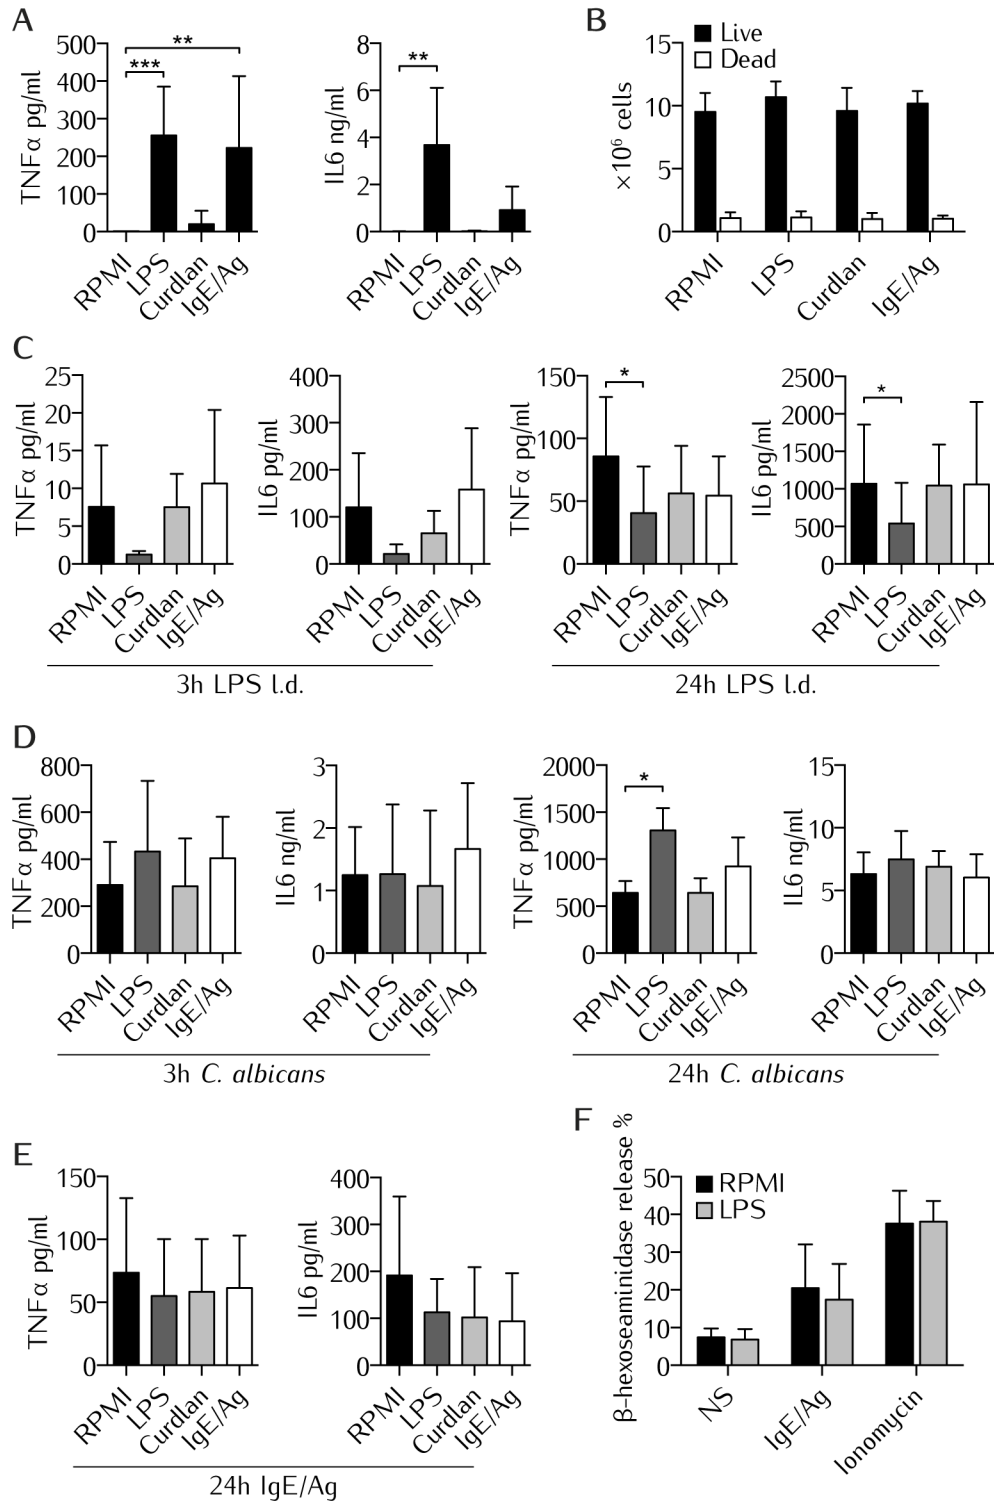 A
TNFα pg/ml
500
400
300
200
100
0
**
***
RPMI
LPS
Curdlan
IgE/Ag
IL6 ng/ml
8
6
4
2
0
**
RPMI
LPS
Curdlan
IgE/Ag
B
×10⁶ cells
15
10
5
0
Live
Dead
RPMI
LPS
Curdlan
IgE/Ag
C
TNFα pg/ml
25
20
15
10
5
0
RPMI
LPS
Curdlan
IgE/Ag
IL6 pg/ml
400
300
200
100
0
RPMI
LPS
Curdlan
IgE/Ag
3h LPS l.d.
TNFα pg/ml
150
100
50
0
*
RPMI
LPS
Curdlan
IgE/Ag
IL6 pg/ml
2500
2000
1500
1000
500
0
*
RPMI
LPS
Curdlan
IgE/Ag
24h LPS l.d.
D
TNFα pg/ml
800
600
400
200
0
RPMI
LPS
Curdlan
IgE/Ag
IL6 ng/ml
3
2
1
0
RPMI
LPS
Curdlan
IgE/Ag
3h C. albicans
TNFα pg/ml
2000
1500
1000
500
0
*
RPMI
LPS
Curdlan
IgE/Ag
IL6 ng/ml
15
10
5
0
RPMI
LPS
Curdlan
IgE/Ag
24h C. albicans
E
TNFα pg/ml
150
100
50
0
RPMI
LPS
Curdlan
IgE/Ag
IL6 pg/ml
400
300
200
100
0
RPMI
LPS
Curdlan
IgE/Ag
24h IgE/Ag
F
β-hexoseaminidase release %
50
40
30
20
10
0
RPMI
LPS
NS
IgE/Ag
Ionomycin